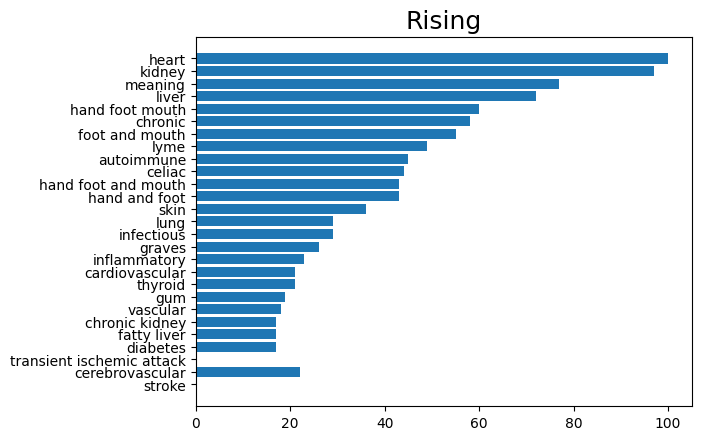 Rising
heart
kidney
meaning
liver
hand foot mouth
chronic
foot and mouth
lyme
autoimmune
celiac
hand foot and mouth
hand and foot
skin
lung
infectious
graves
inflammatory
cardiovascular
thyroid
gum
vascular
chronic kidney
fatty liver
diabetes
transient ischemic attack
cerebrovascular
stroke
0 20 40 60 80 100